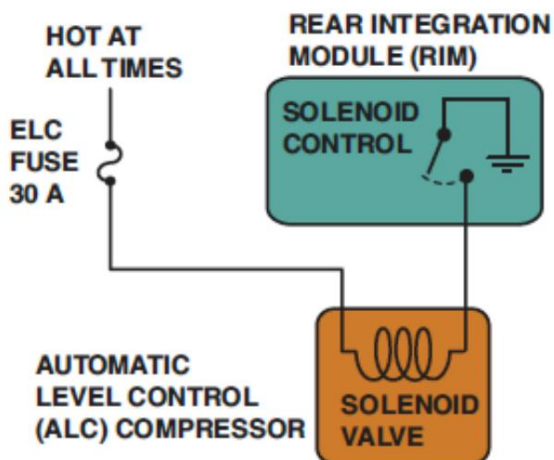 HOT AT
ALL TIMES
REAR INTEGRATION
MODULE (RIM)
ELC
FUSE
30 A
SOLENOID
CONTROL
AUTOMATIC
LEVEL CONTROL
(ALC) COMPRESSOR
SOLENOID
VALVE